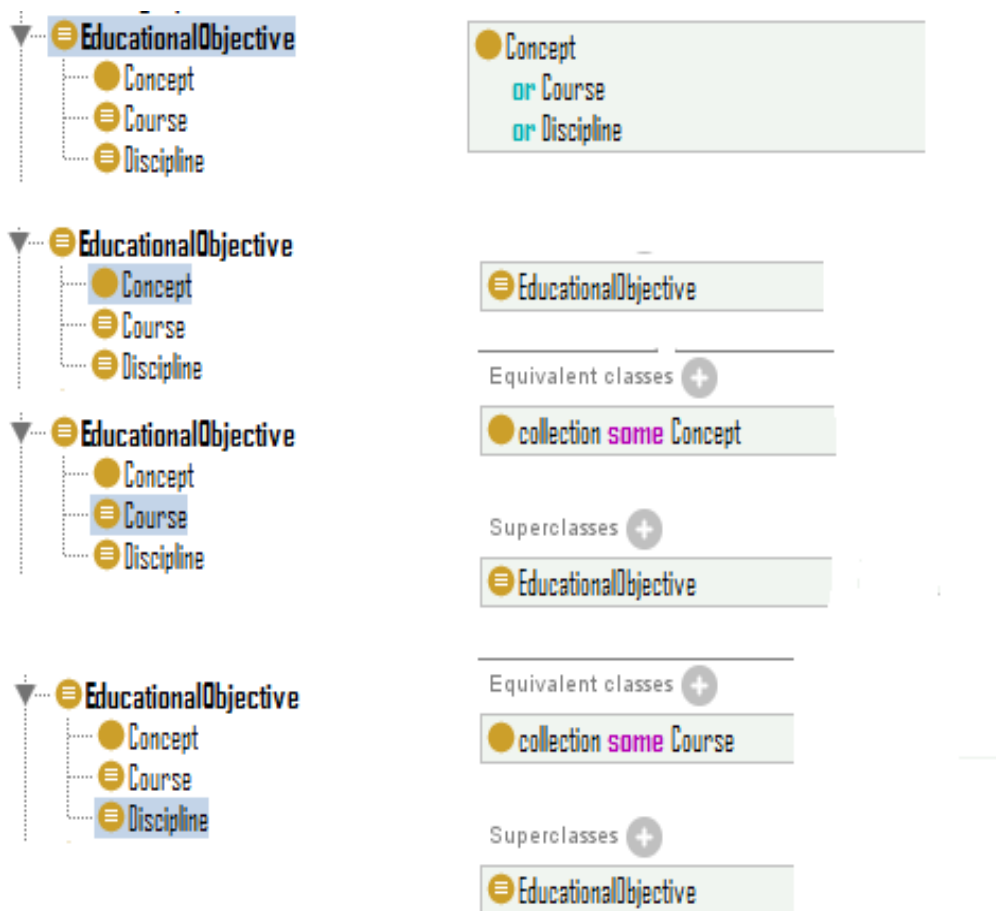 EducationalObjective
Concept
Course
Discipline
Concept
or Course
or Discipline
EducationalObjective
Concept
Course
Discipline
EducationalObjective
EducationalObjective
Concept
Course
Discipline
Equivalent classes
collection some Concept
Superclasses
EducationalObjective
EducationalObjective
Concept
Course
Discipline
Equivalent classes
collection some Course
Superclasses
EducationalObjective